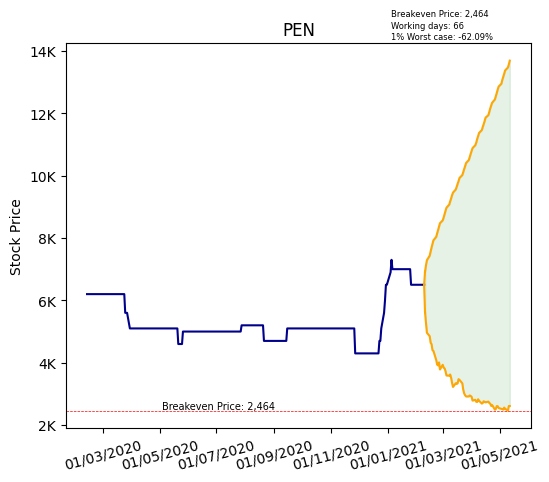 Breakeven Price: 2,464
Working days: 66
1% Worst case: -62.09%
PEN
Stock Price
14K
12K
10K
8K
6K
4K
2K
Breakeven Price: 2,464
01/03/2020
01/05/2020
01/07/2020
01/09/2020
01/11/2020
01/01/2021
01/03/2021
01/05/2021